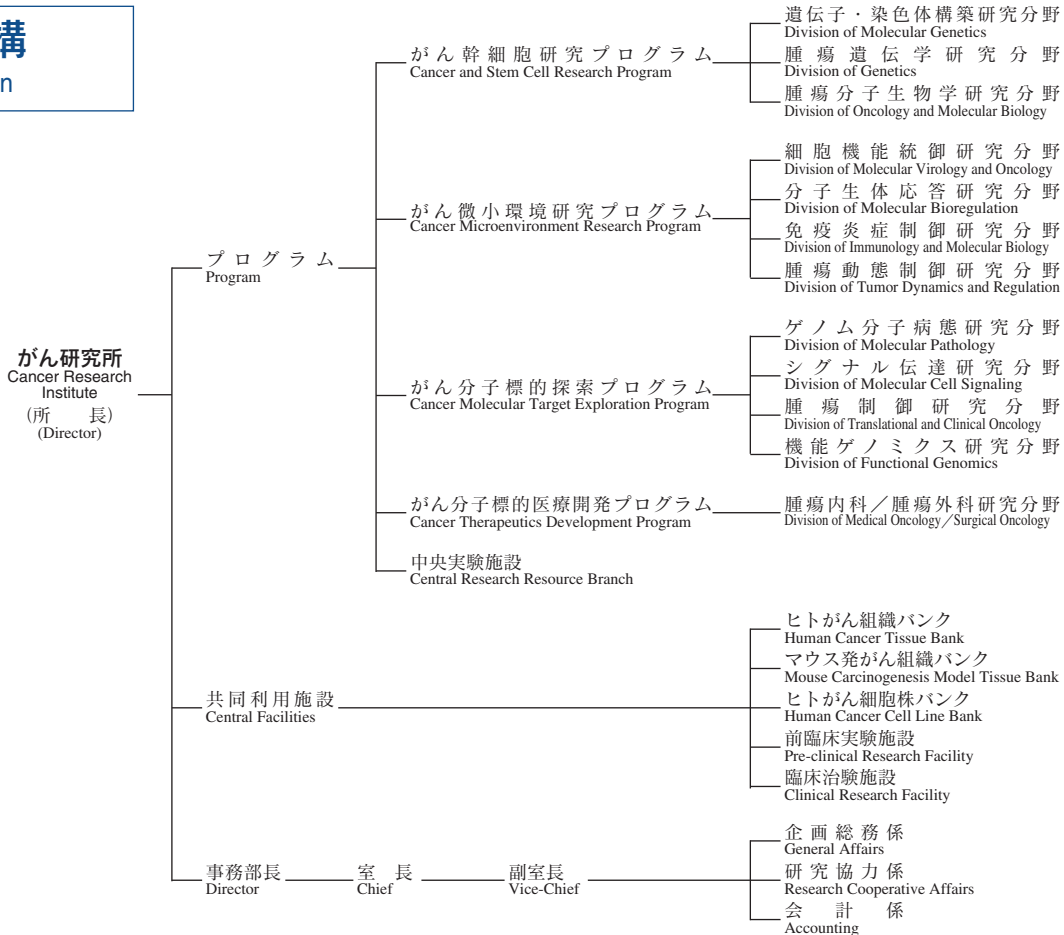 構
n
がん研究所
Cancer Research
Institute
(所 長)
(Director)
プログラム
Program
がん幹細胞研究プログラム
Cancer and Stem Cell Research Program
遺伝子・染色体構築研究分野
Division of Molecular Genetics
腫瘍遺伝学研究分野
Division of Genetics
腫瘍分子生物学研究分野
Division of Oncology and Molecular Biology
がん微小環境研究プログラム
Cancer Microenvironment Research Program
細胞機能統御研究分野
Division of Molecular Virology and Oncology
分子生体応答研究分野
Division of Molecular Bioregulation
免疫炎症制御研究分野
Division of Immunology and Molecular Biology
腫瘍動態制御研究分野
Division of Tumor Dynamics and Regulation
がん分子標的探索プログラム
Cancer Molecular Target Exploration Program
ゲノム分子病態研究分野
Division of Molecular Pathology
シグナル伝達研究分野
Division of Molecular Cell Signaling
腫瘍制御研究分野
Division of Translational and Clinical Oncology
機能ゲノミクス研究分野
Division of Functional Genomics
がん分子標的医療開発プログラム
Cancer Therapeutics Development Program
腫瘍内科／腫瘍外科研究分野
Division of Medical Oncology／Surgical Oncology
中央実験施設
Central Research Resource Branch
共同利用施設
Central Facilities
ヒトがん組織バンク
Human Cancer Tissue Bank
マウス発がん組織バンク
Mouse Carcinogenesis Model Tissue Bank
ヒトがん細胞株バンク
Human Cancer Cell Line Bank
前臨床実験施設
Pre-clinical Research Facility
臨床治験施設
Clinical Research Facility
事務部長
Director
室 長
Chief
副室長
Vice-Chief
企画総務係
General Affairs
研究協力係
Research Cooperative Affairs
会計係
Accounting